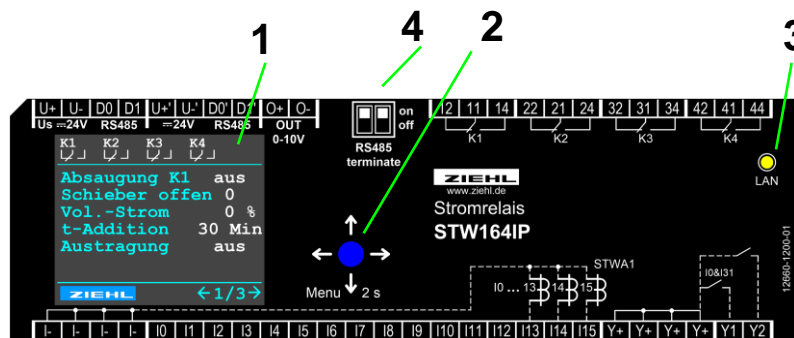 1
4
2
3
U+ U- D0 D1 U+' U-' D0' D1' O+ O-
Us ⎓24V RS485 ⎓24V RS485 OUT
0-10V
on
off
RS485
terminate
12 11 14 22 21 24 32 31 34 42 41 44
K1 K2 K3 K4
LAN
K1 K2 K3 K4
Absaugung K1 aus
Schieber offen 0
Vol.-Strom 0 %
t-Addition 30 Min
Austragung aus
ZIEHL ←1/3→
Menu 2 s
ZIEHL
www.ziehl.de
Stromrelais
STW164IP
STWA1
I0 ... 13 14 15
I0&I31
12660-1200-01
I- I- I- I- I0 I1 I2 I3 I4 I5 I6 I7 I8 I9 I10 I11 I12 I13 I14 I15 Y+ Y+ Y+ Y+ Y1 Y2